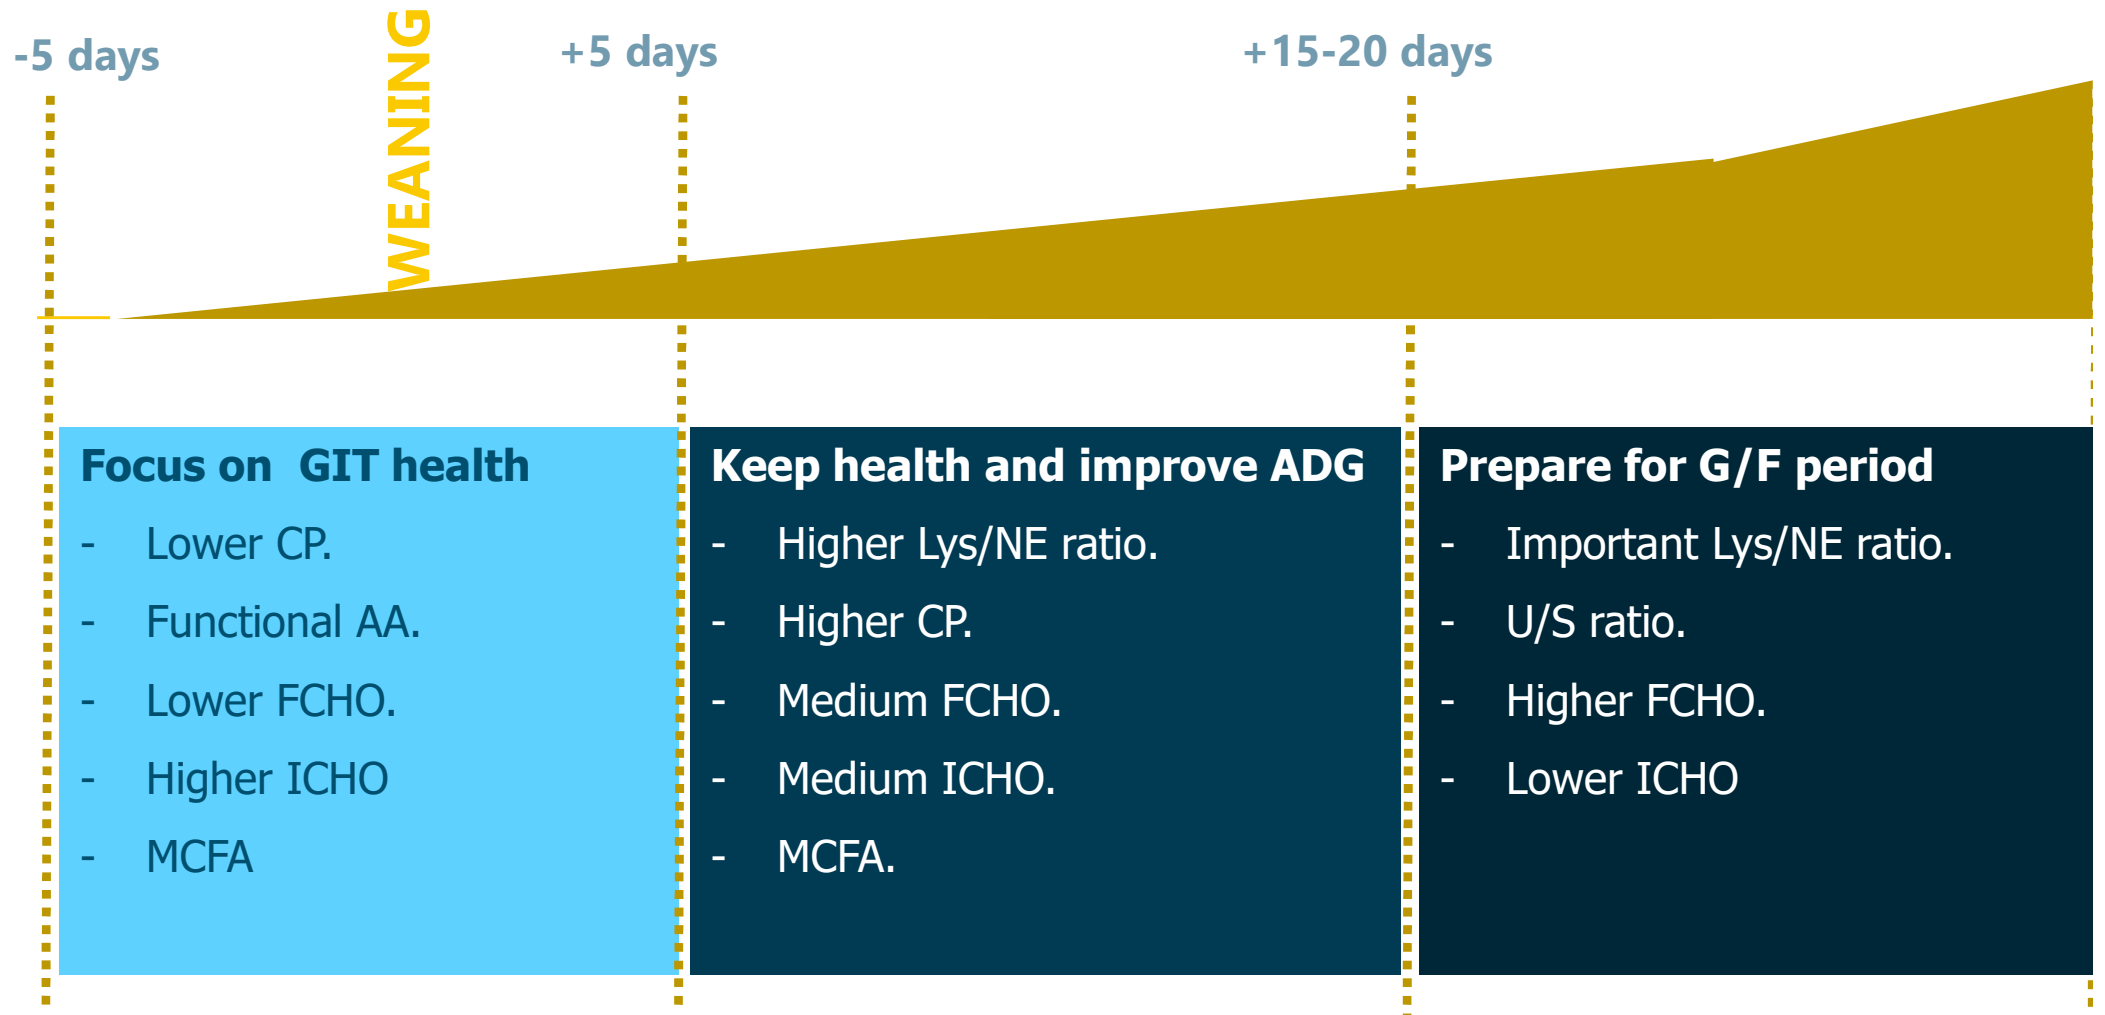 -5 days
WEANING
+5 days
+15-20 days
Focus on  GIT health
- Lower CP.
- Functional AA.
- Lower FCHO.
- Higher ICHO
- MCFA
Keep health and improve ADG
- Higher Lys/NE ratio.
- Higher CP.
- Medium FCHO.
- Medium ICHO.
- MCFA.
Prepare for G/F period
- Important Lys/NE ratio.
- U/S ratio.
- Higher FCHO.
- Lower ICHO